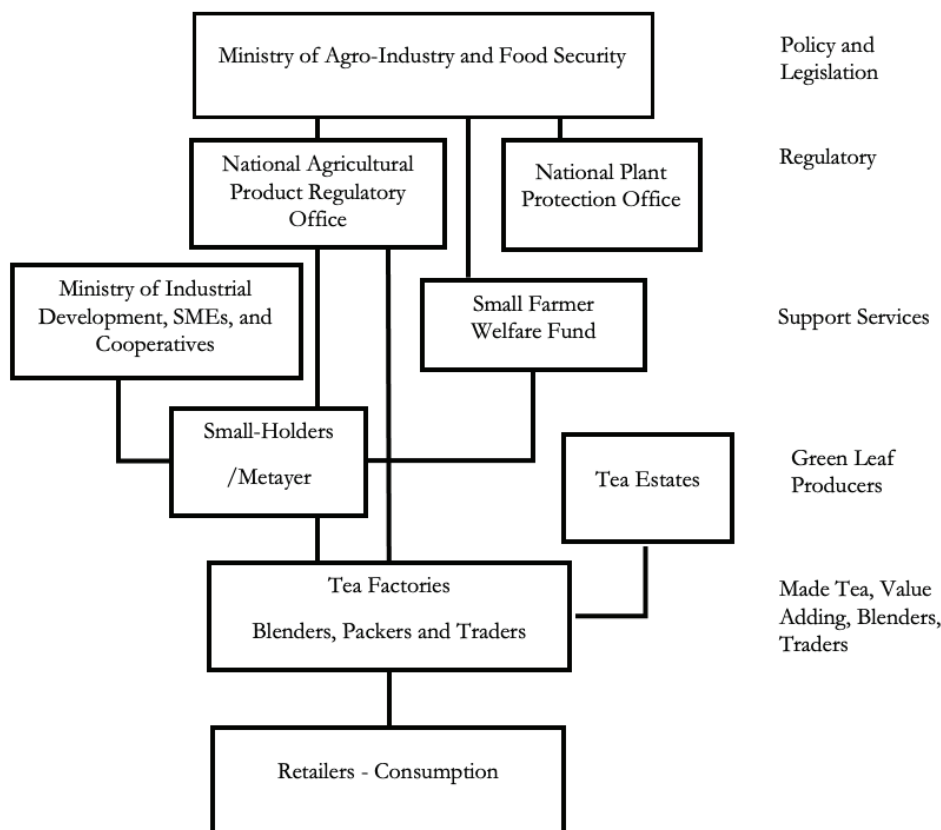 Ministry of Agro-Industry and Food Security
Policy and
Legislation
National Agricultural
Product Regulatory
Office
National Plant
Protection Office
Regulatory
Ministry of Industrial
Development, SMEs, and
Cooperatives
Small Farmer
Welfare Fund
Support Services
Small-Holders
/Metayer
Tea Estates
Green Leaf
Producers
Tea Factories
Blenders, Packers and Traders
Made Tea, Value
Adding, Blenders,
Traders
Retailers - Consumption